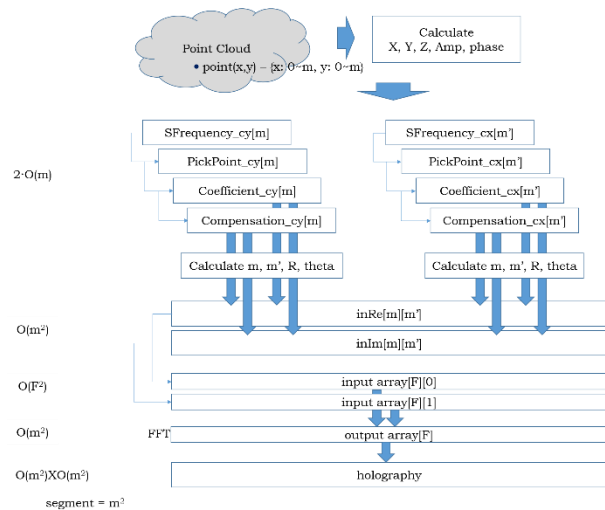 Point Cloud
• point(x,y) – {x: 0~m, y: 0~m}
Calculate
X, Y, Z, Amp, phase
2·O(m)
SFrequency_cy[m]
PickPoint_cy[m]
Coefficient_cy[m]
Compensation_cy[m]
Calculate m, m’, R, theta
SFrequency_cx[m’]
PickPoint_cx[m’]
Coefficient_cx[m’]
Compensation_cx[m’]
Calculate m, m’, R, theta
O(m²)
inRe[m][m’]
inIm[m][m’]
O(F²)
input array[F][0]
input array[F][1]
O(m²)
FFT
output array[F]
O(m²)XO(m²)
holography
segment = m²